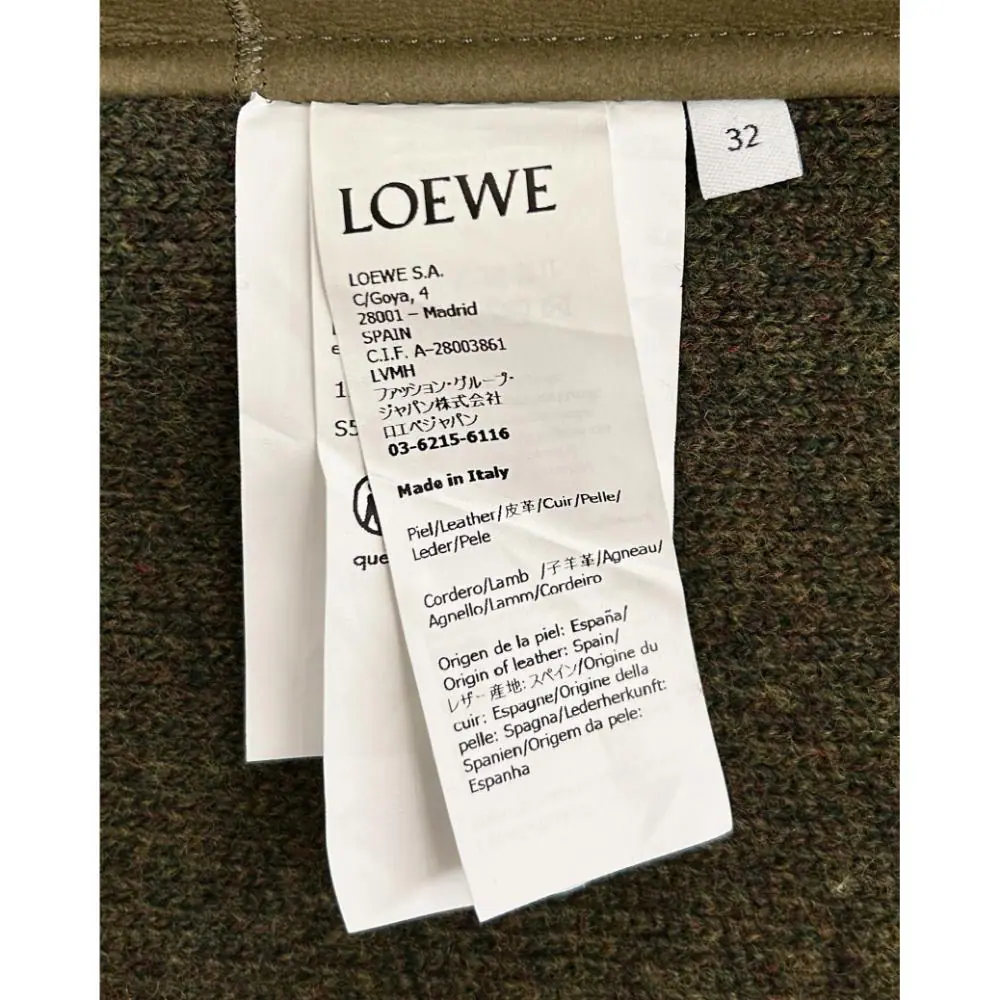 32
LOEWE
LOEWE S.A.
C/Goya, 4
28001 – Madrid
SPAIN
C.I.F. A-28003861
LVMH
ファッション・グループ・
ジャパン株式会社
ロエベジャパン
03-6215-6116
Made in Italy
Piel/Leather/皮革/Cuir/Pelle/
Leder/Pele
Cordero/Lamb /子羊革/Agneau/
Agnello/Lamm/Cordeiro
Origen de la piel: España/
Origin of leather: Spain/
レザー産地: スペイン/Origine du
cuir: Espagne/Origine della
pelle: Spagna/Lederherkunft:
Spanien/Origem da pele:
Espanha